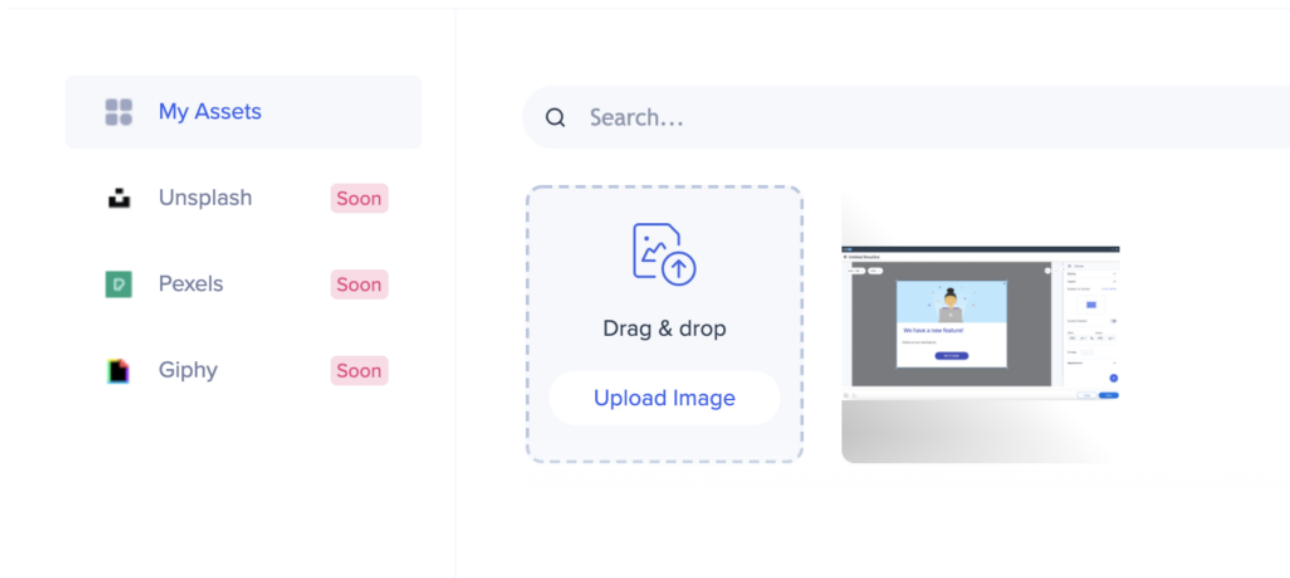 My Assets
Unsplash Soon
Pexels Soon
Giphy Soon
Search...
Drag & drop
Upload Image
We have a new feature!